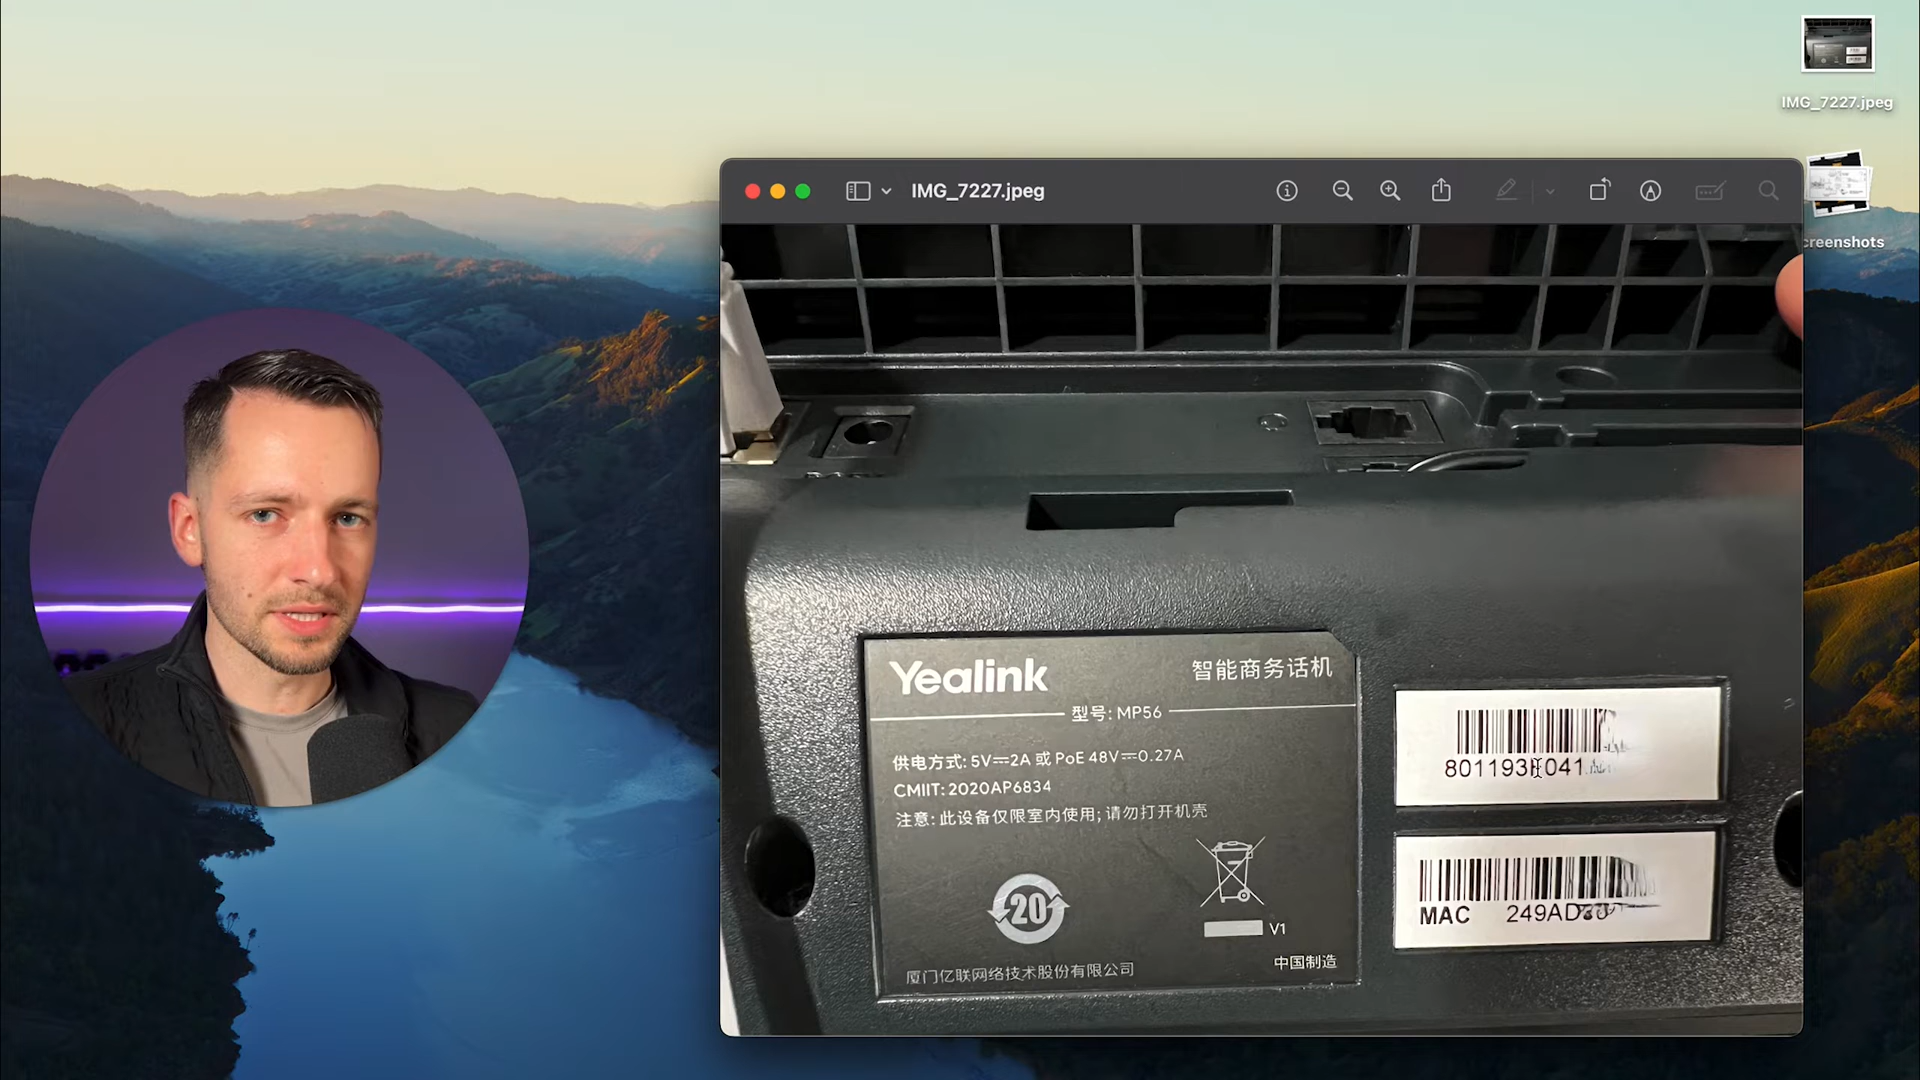 IMG_7227.jpeg
IMG_7227.jpeg
creenshots
Yealink
智能商务话机
型号: MP56
供电方式: 5V⎓2A 或 PoE 48V⎓0.27A
CMIIT: 2020AP6834
注意: 此设备仅限室内使用; 请勿打开机壳
20
V1
厦门亿联网络技术股份有限公司
中国制造
MAC